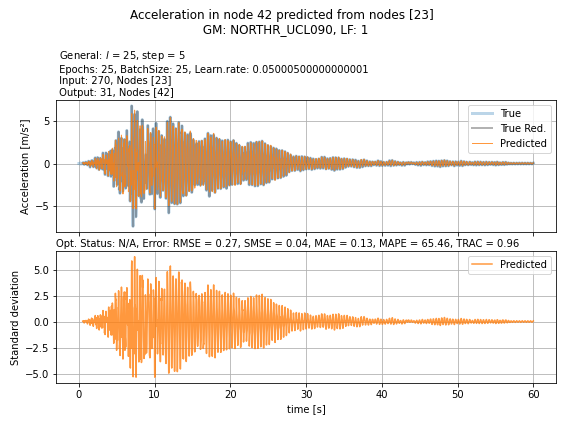 Acceleration in node 42 predicted from nodes [23]
GM: NORTHR_UCL090, LF: 1
General: l = 25, step = 5
Epochs: 25, BatchSize: 25, Learn.rate: 0.05000500000000001
Input: 270, Nodes [23]
Output: 31, Nodes [42]
True
True Red.
Predicted
5
0
−5
Acceleration [m/s²]
Opt. Status: N/A, Error: RMSE = 0.27, SMSE = 0.04, MAE = 0.13, MAPE = 65.46, TRAC = 0.96
Predicted
5.0
2.5
0.0
−2.5
−5.0
Standard deviation
0 10 20 30 40 50 60
time [s]